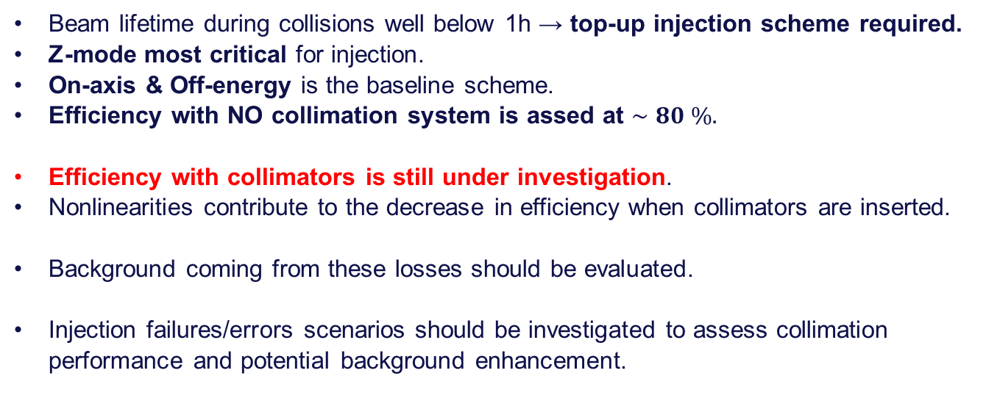 • Beam lifetime during collisions well below 1h → top-up injection scheme required.
• Z-mode most critical for injection.
• On-axis & Off-energy is the baseline scheme.
• Efficiency with NO collimation system is assed at ~ 80 %.
• Efficiency with collimators is still under investigation.
• Nonlinearities contribute to the decrease in efficiency when collimators are inserted.
• Background coming from these losses should be evaluated.
• Injection failures/errors scenarios should be investigated to assess collimation
performance and potential background enhancement.